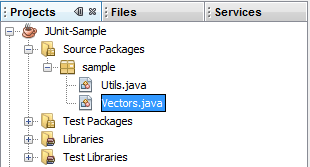 Projects Files Services
JUnit-Sample
Source Packages
sample
Utils.java
Vectors.java
Test Packages
Libraries
Test Libraries